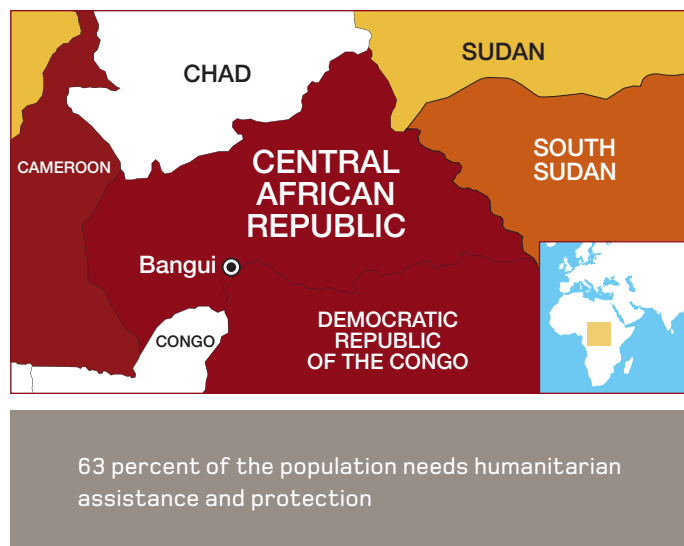 CHAD
SUDAN
CAMEROON
CENTRAL
AFRICAN
REPUBLIC
SOUTH
SUDAN
Bangui
CONGO
DEMOCRATIC
REPUBLIC
OF THE CONGO
63 percent of the population needs humanitarian
assistance and protection